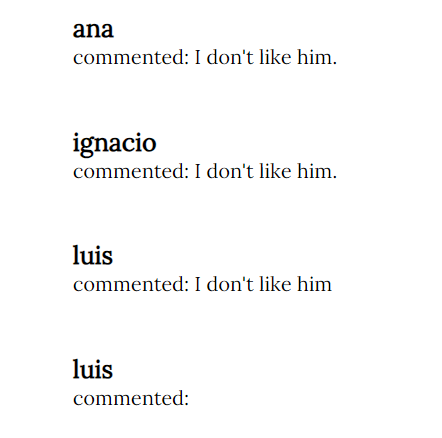 ana
commented: I don't like him.
ignacio
commented: I don't like him.
luis
commented: I don't like him
luis
commented: